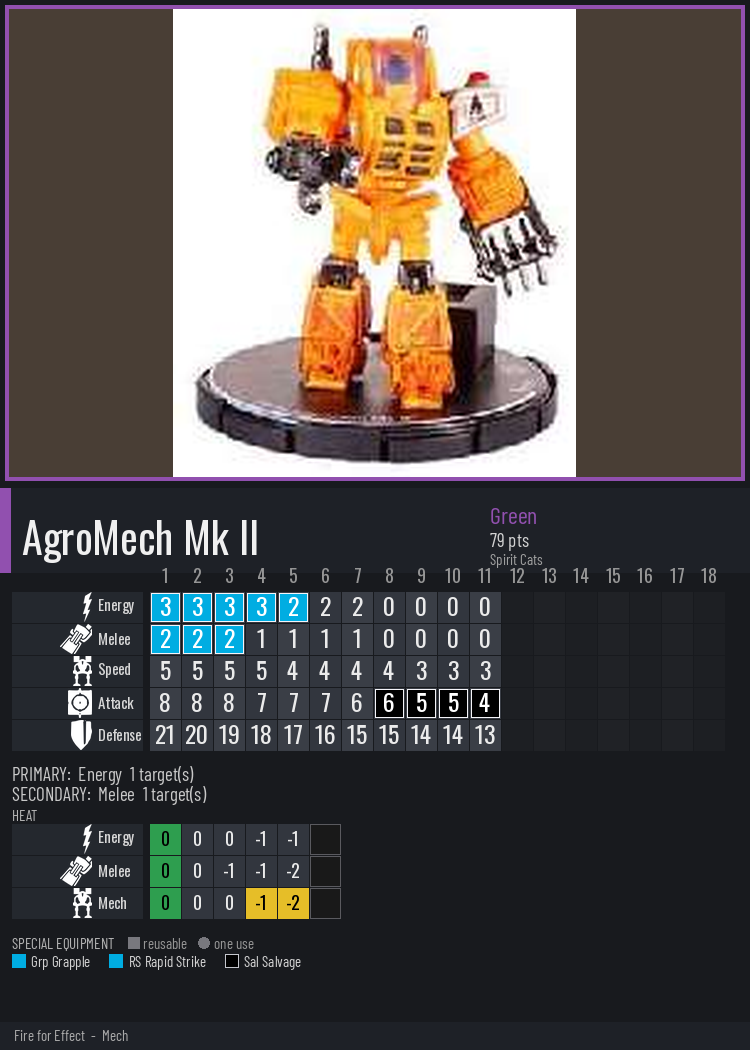 AgroMech Mk II
Green
79 pts
Spirit Cats
1 2 3 4 5 6 7 8 9 10 11 12 13 14 15 16 17 18
Energy 3 3 3 3 2 2 2 0 0 0 0
Melee 2 2 2 1 1 1 1 0 0 0 0
Speed 5 5 5 5 4 4 4 4 3 3 3
Attack 8 8 8 7 7 7 6 6 5 5 4
Defense 21 20 19 18 17 16 15 15 14 14 13
PRIMARY: Energy 1 target(s)
SECONDARY: Melee 1 target(s)
HEAT
Energy 0 0 0 -1 -1
Melee 0 0 -1 -1 -2
Mech 0 0 0 -1 -2
SPECIAL EQUIPMENT reusable one use
Grp Grapple RS Rapid Strike Sal Salvage
Fire for Effect - Mech